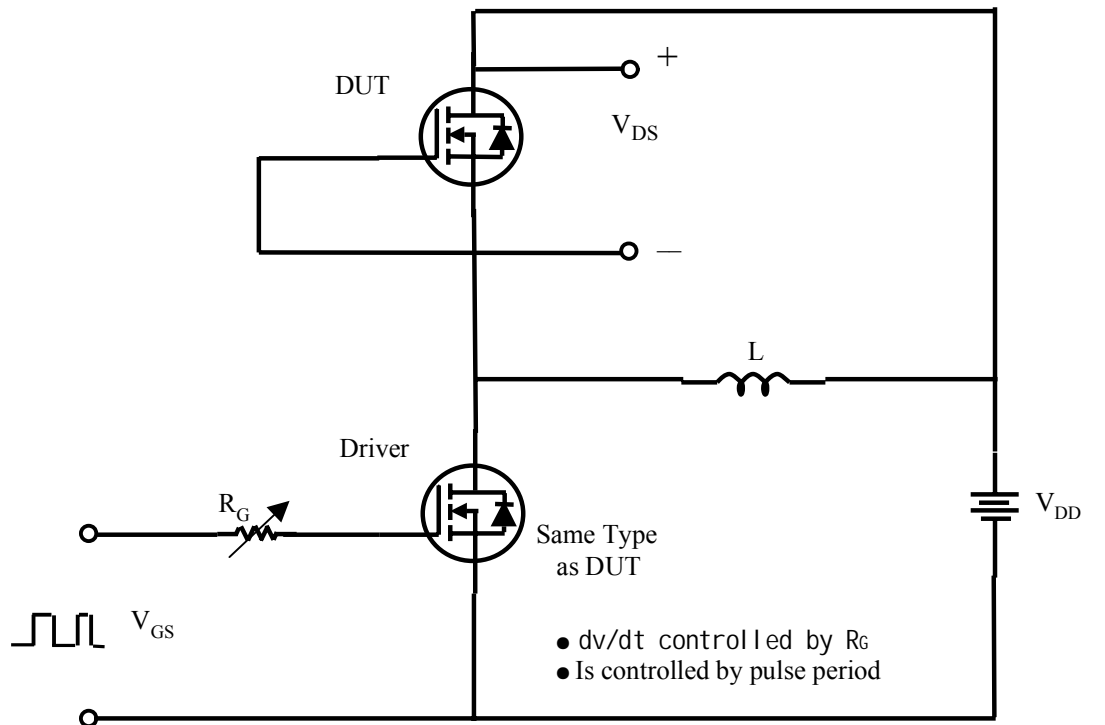 +
DUT
V_DS
—
L
Driver
R_G
V_DD
Same Type
as DUT
V_GS
● dv/dt controlled by R_G
● Is controlled by pulse period